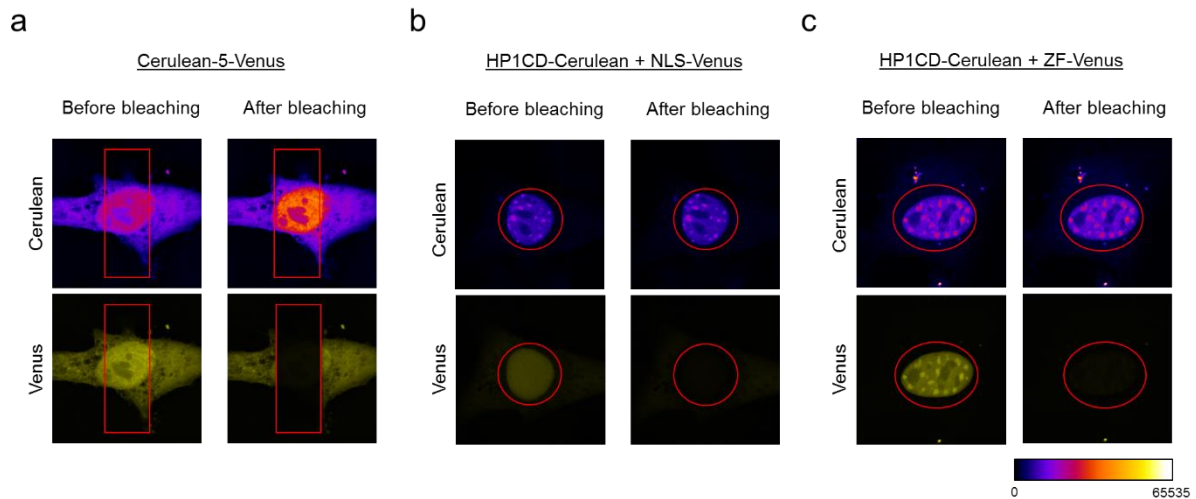 a
Cerulean-5-Venus
Before bleaching
After bleaching
Cerulean
Venus
b
HP1CD-Cerulean + NLS-Venus
Before bleaching
After bleaching
Cerulean
Venus
c
HP1CD-Cerulean + ZF-Venus
Before bleaching
After bleaching
Cerulean
Venus
0
65535